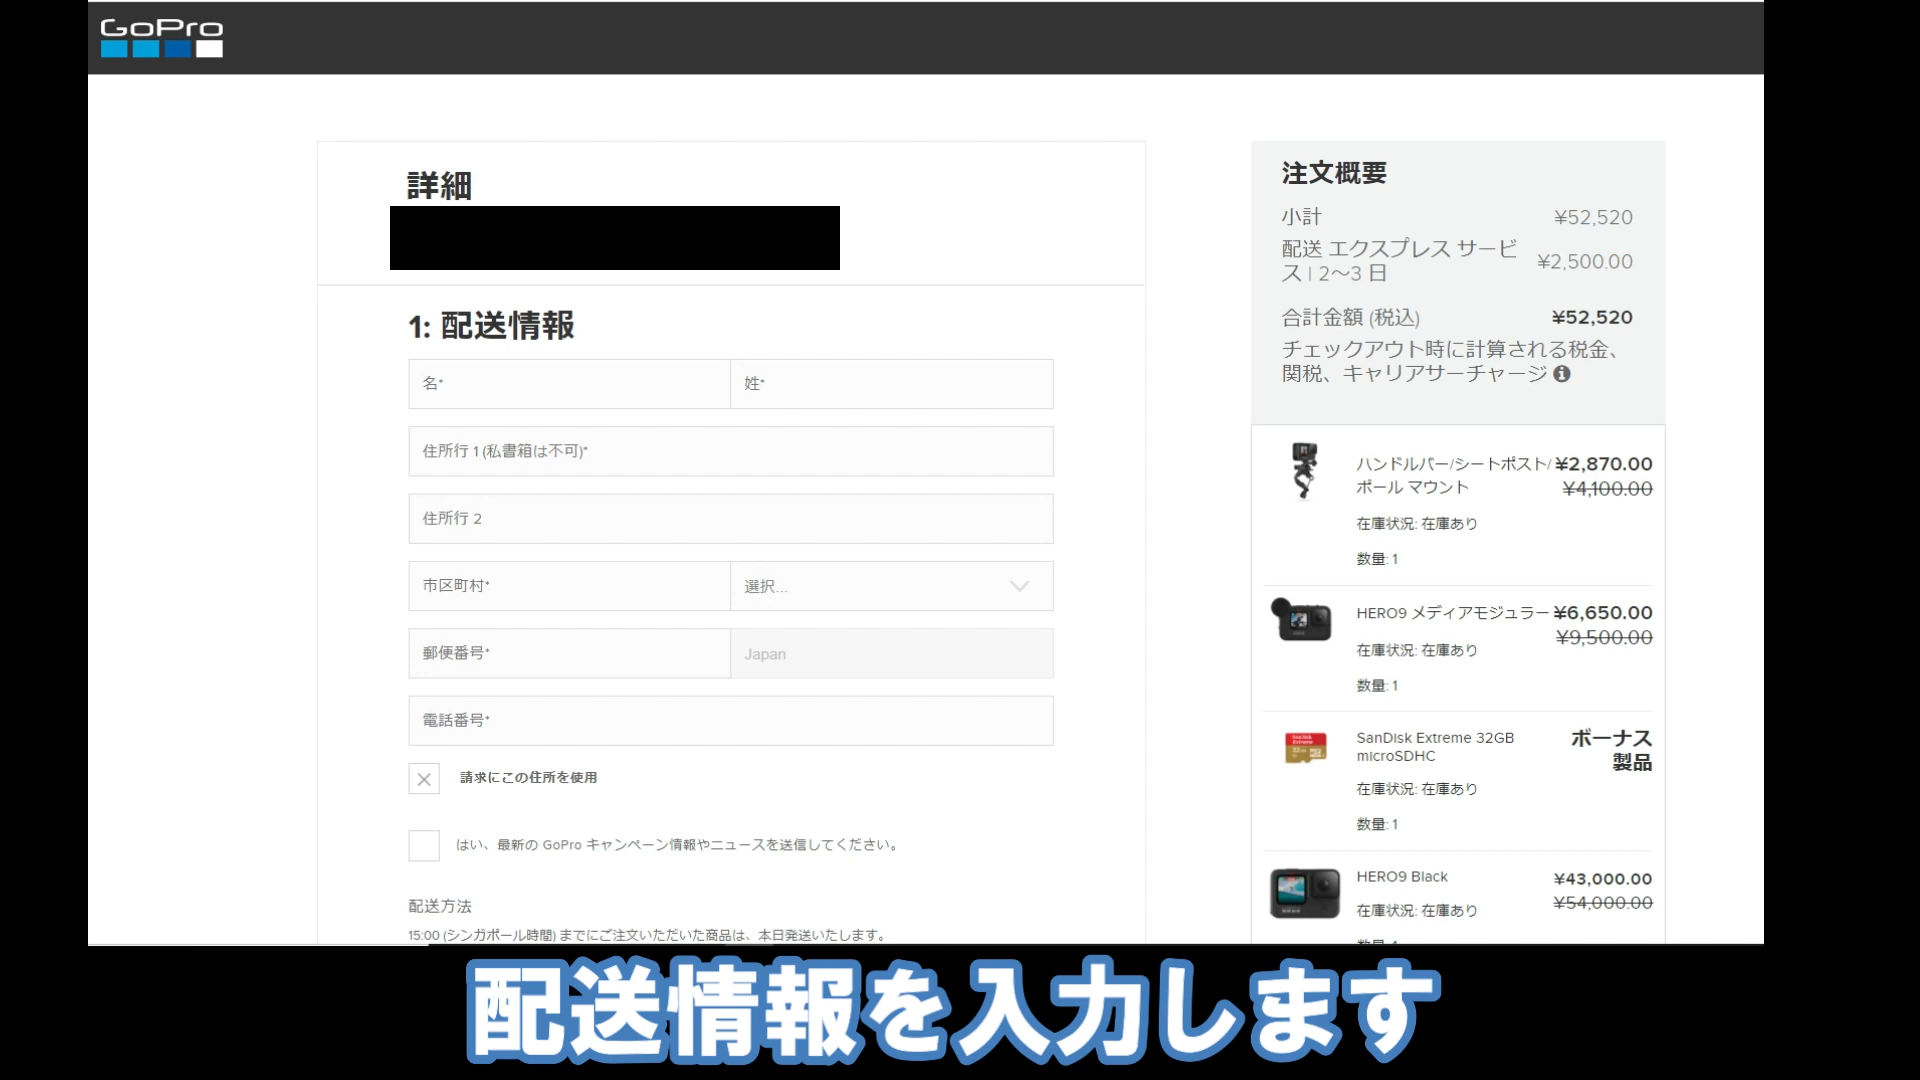 GoPro
詳細
1: 配送情報
名*
姓*
住所行 1 (私書箱は不可)*
住所行 2
市区町村*
選択...
郵便番号*
Japan
電話番号*
請求にこの住所を使用
はい、最新の GoPro キャンペーン情報やニュースを送信してください。
配送方法
15:00 (シンガポール時間) までにご注文いただいた商品は、本日発送いたします。
注文概要
小計 ¥52,520
配送 エクスプレス サービ
ス | 2〜3 日 ¥2,500.00
合計金額 (税込) ¥52,520
チェックアウト時に計算される税金、
関税、キャリアサーチャージ
ハンドルバー/シートポスト/ ¥2,870.00
ポール マウント ¥4,100.00
在庫状況: 在庫あり
数量: 1
HERO9 メディアモジュラー ¥6,650.00
¥9,500.00
在庫状況: 在庫あり
数量: 1
SanDisk Extreme 32GB ボーナス
microSDHC 製品
在庫状況: 在庫あり
数量: 1
HERO9 Black ¥43,000.00
¥54,000.00
在庫状況: 在庫あり
配送情報を入力します